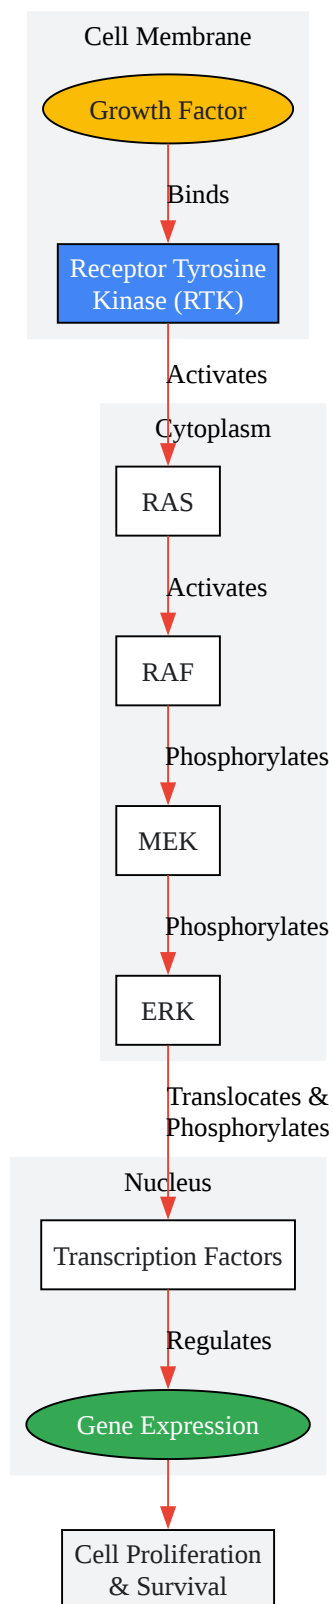 Cell Membrane
Growth Factor
Binds
Receptor Tyrosine
Kinase (RTK)
Activates
Cytoplasm
RAS
Activates
RAF
Phosphorylates
MEK
Phosphorylates
ERK
Translocates &
Phosphorylates
Nucleus
Transcription Factors
Regulates
Gene Expression
Cell Proliferation
& Survival